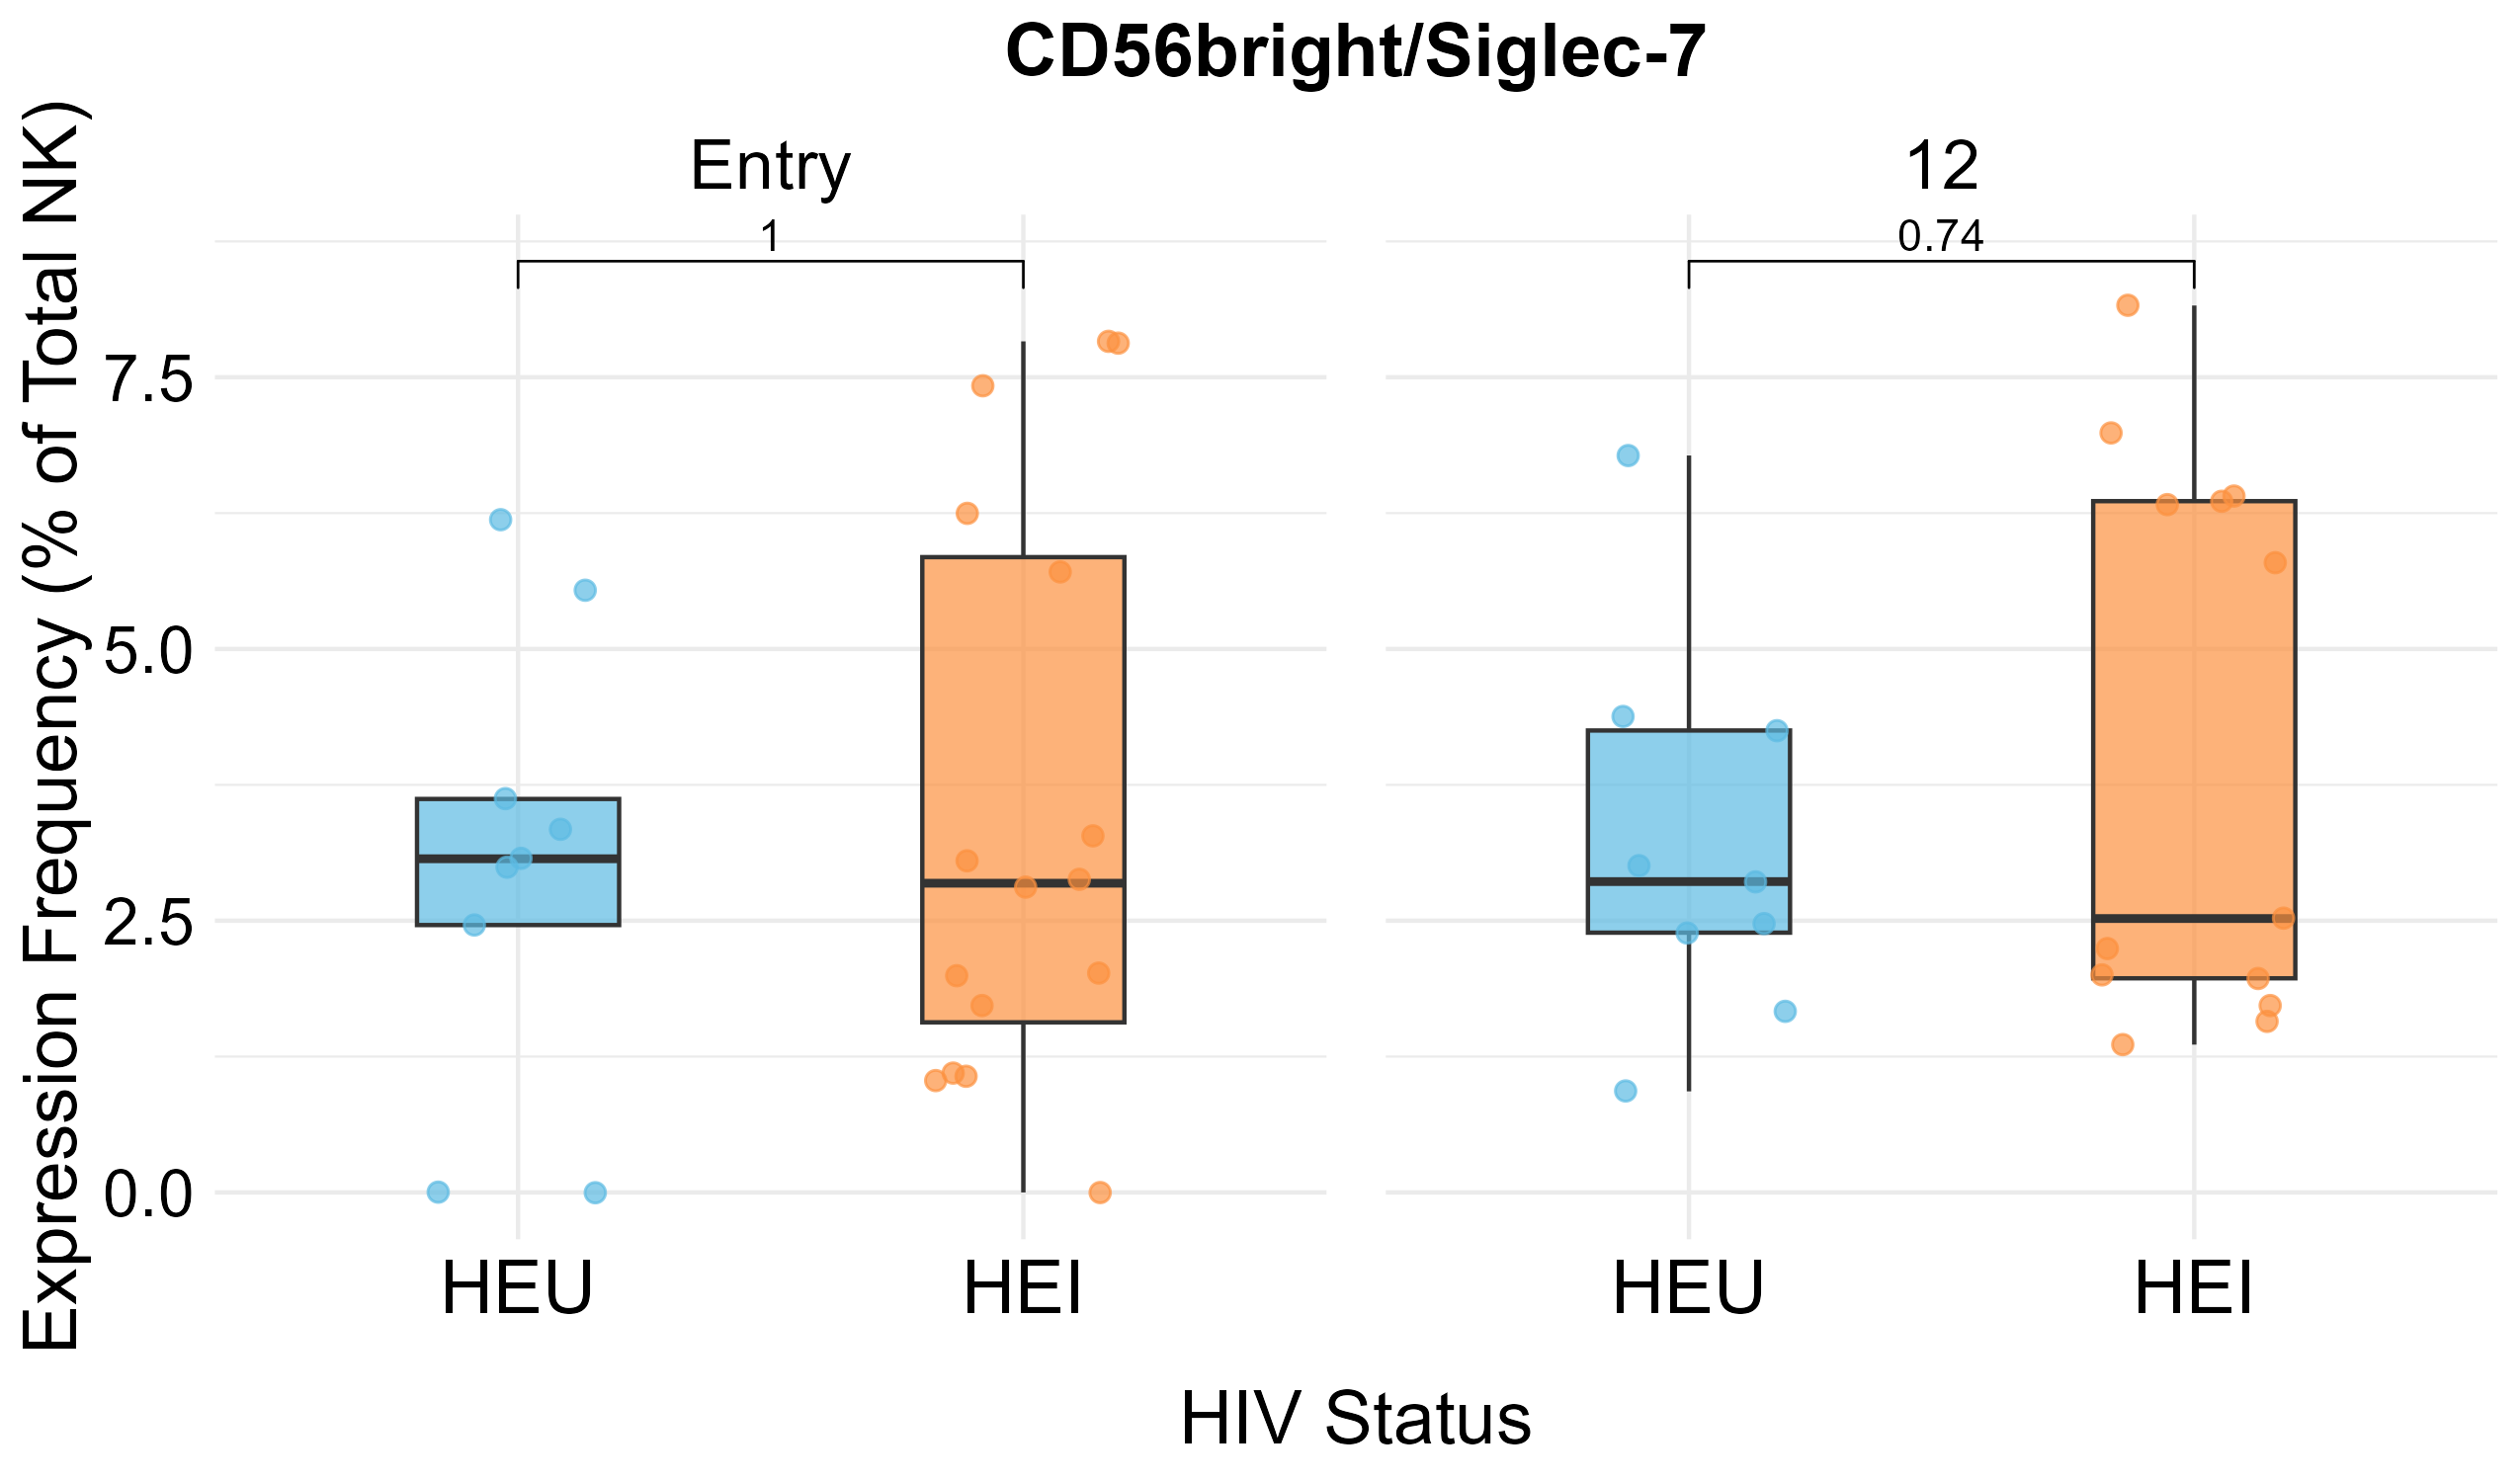 CD56bright/Siglec-7
Entry
12
1
0.74
Expression Frequency (% of Total NK)
7.5
5.0
2.5
0.0
HEU
HEI
HEU
HEI
HIV Status